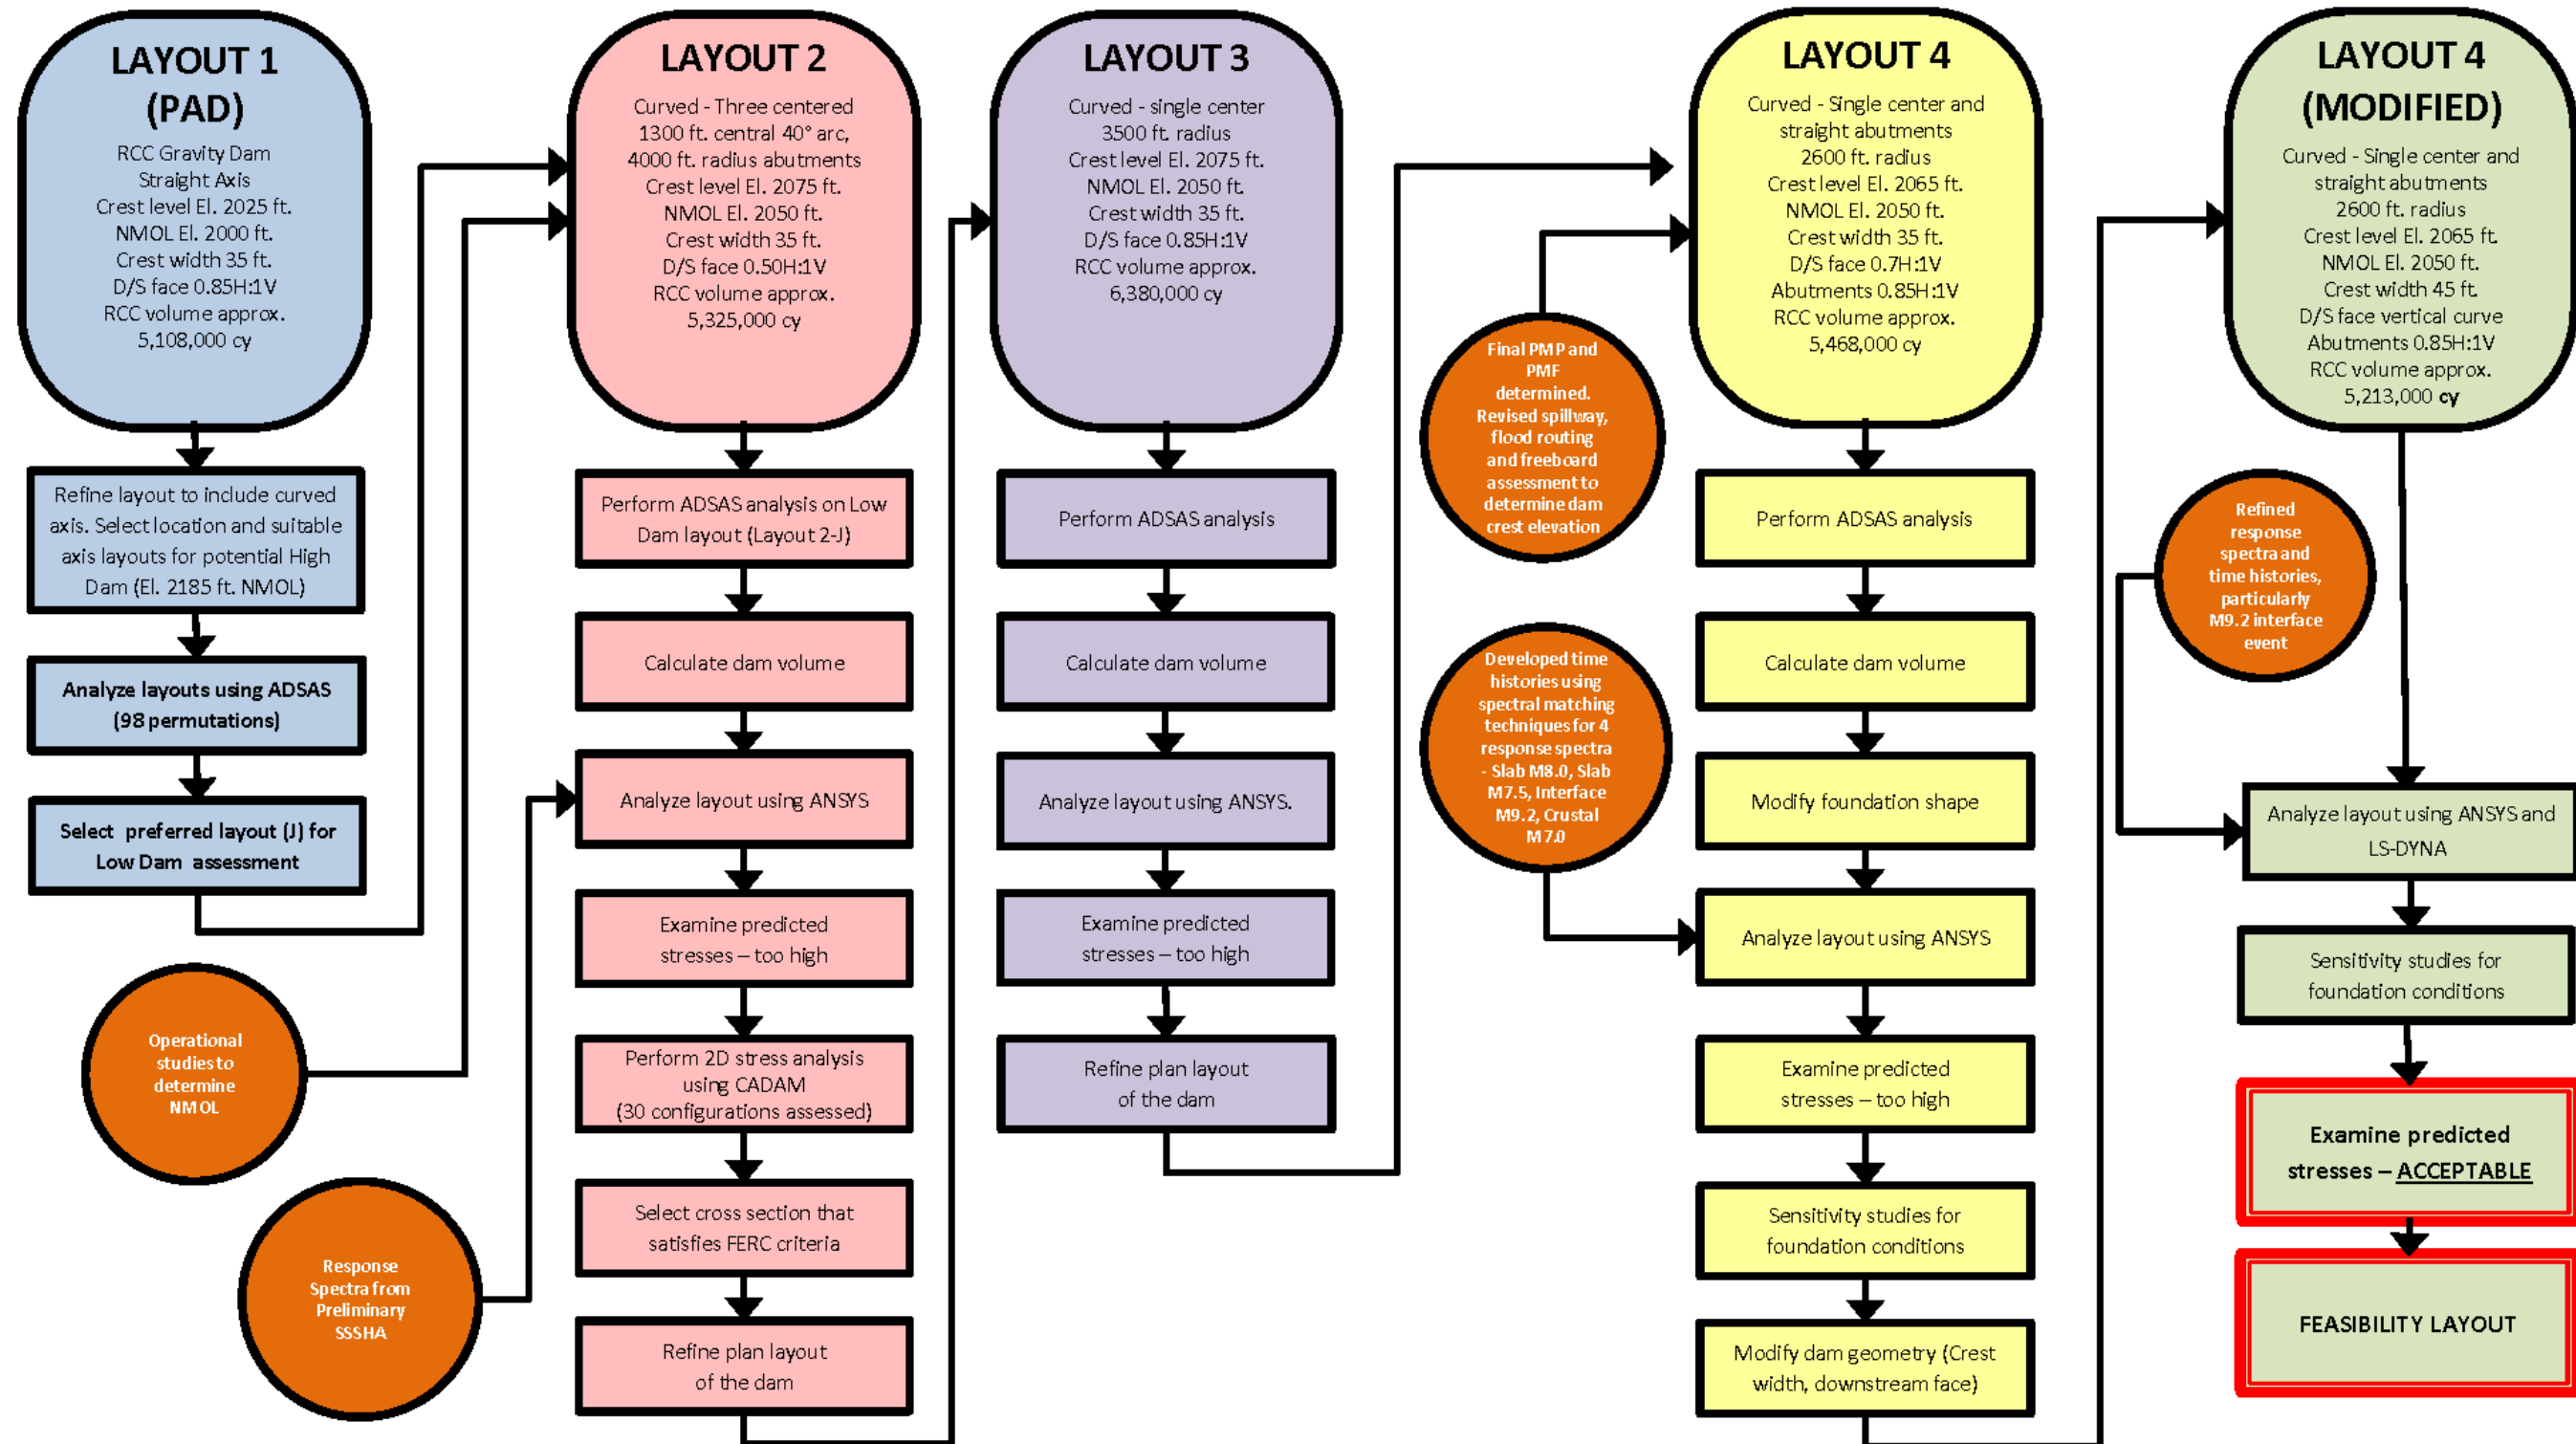 LAYOUT 1
(PAD)
RCC Gravity Dam
Straight Axis
Crest level El. 2025 ft.
NMOL El. 2000 ft.
Crest width 35 ft.
D/S face 0.85H:1V
RCC volume approx.
5,108,000 cy
Refine layout to include curved
axis. Select location and suitable
axis layouts for potential High
Dam (El. 2185 ft. NMOL)
Analyze layouts using ADSAS
(98 permutations)
Select preferred layout (J) for
Low Dam assessment
Operational
studies to
determine
NMOL
Response
Spectra from
Preliminary
SSSHA
LAYOUT 2
Curved - Three centered
1300 ft. central 40° arc,
4000 ft. radius abutments
Crest level El. 2075 ft.
NMOL El. 2050 ft.
Crest width 35 ft.
D/S face 0.50H:1V
RCC volume approx.
5,325,000 cy
Perform ADSAS analysis on Low
Dam layout (Layout 2-J)
Calculate dam volume
Analyze layout using ANSYS
Examine predicted
stresses – too high
Perform 2D stress analysis
using CADAM
(30 configurations assessed)
Select cross section that
satisfies FERC criteria
Refine plan layout
of the dam
LAYOUT 3
Curved - single center
3500 ft. radius
Crest level El. 2075 ft.
NMOL El. 2050 ft.
Crest width 35 ft.
D/S face 0.85H:1V
RCC volume approx.
6,380,000 cy
Perform ADSAS analysis
Calculate dam volume
Analyze layout using ANSYS.
Examine predicted
stresses – too high
Refine plan layout
of the dam
Final PMP and
PMF
determined.
Revised spillway,
flood routing
and freeboard
assessment to
determine dam
crest elevation
Developed time
histories using
spectral matching
techniques for 4
response spectra
- Slab M8.0, Slab
M7.5, Interface
M9.2, Crustal
M7.0
LAYOUT 4
Curved - Single center and
straight abutments
2600 ft. radius
Crest level El. 2065 ft.
NMOL El. 2050 ft.
Crest width 35 ft.
D/S face 0.7H:1V
Abutments 0.85H:1V
RCC volume approx.
5,468,000 cy
Perform ADSAS analysis
Calculate dam volume
Modify foundation shape
Analyze layout using ANSYS
Examine predicted
stresses – too high
Sensitivity studies for
foundation conditions
Modify dam geometry (Crest
width, downstream face)
LAYOUT 4
(MODIFIED)
Curved - Single center and
straight abutments
2600 ft. radius
Crest level El. 2065 ft.
NMOL El. 2050 ft.
Crest width 45 ft.
D/S face vertical curve
Abutments 0.85H:1V
RCC volume approx.
5,213,000 cy
Refined
response
spectra and
time histories,
particularly
M9.2 interface
event
Analyze layout using ANSYS and
LS-DYNA
Sensitivity studies for
foundation conditions
Examine predicted
stresses – ACCEPTABLE
FEASIBILITY LAYOUT